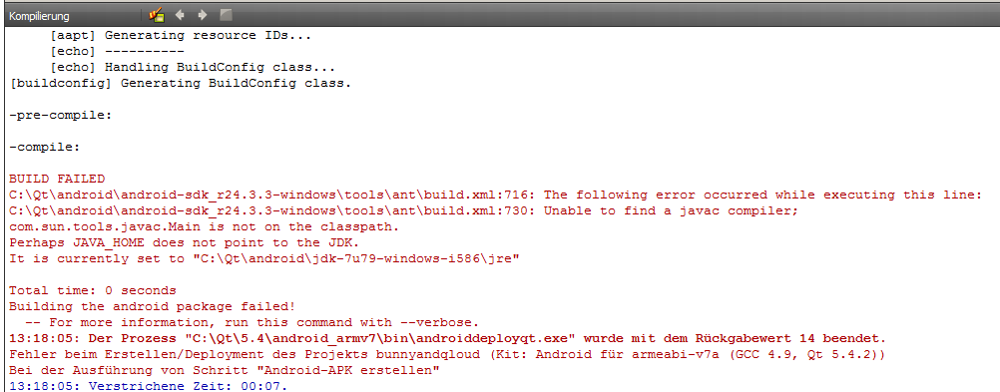 Kompilierung
[aapt] Generating resource IDs...
[echo] ----------
[echo] Handling BuildConfig class...
[buildconfig] Generating BuildConfig class.
-pre-compile:
-compile:
BUILD FAILED
C:\Qt\android\android-sdk_r24.3.3-windows\tools\ant\build.xml:716: The following error occurred while executing this line:
C:\Qt\android\android-sdk_r24.3.3-windows\tools\ant\build.xml:730: Unable to find a javac compiler;
com.sun.tools.javac.Main is not on the classpath.
Perhaps JAVA_HOME does not point to the JDK.
It is currently set to "C:\Qt\android\jdk-7u79-windows-i586\jre"
Total time: 0 seconds
Building the android package failed!
-- For more information, run this command with --verbose.
13:18:05: Der Prozess "C:\Qt\5.4\android_armv7\bin\androiddeployqt.exe" wurde mit dem Rückgabewert 14 beendet.
Fehler beim Erstellen/Deployment des Projekts bunnyandqloud (Kit: Android für armeabi-v7a (GCC 4.9, Qt 5.4.2))
Bei der Ausführung von Schritt "Android-APK erstellen"
13:18:05: Verstrichene Zeit: 00:07.